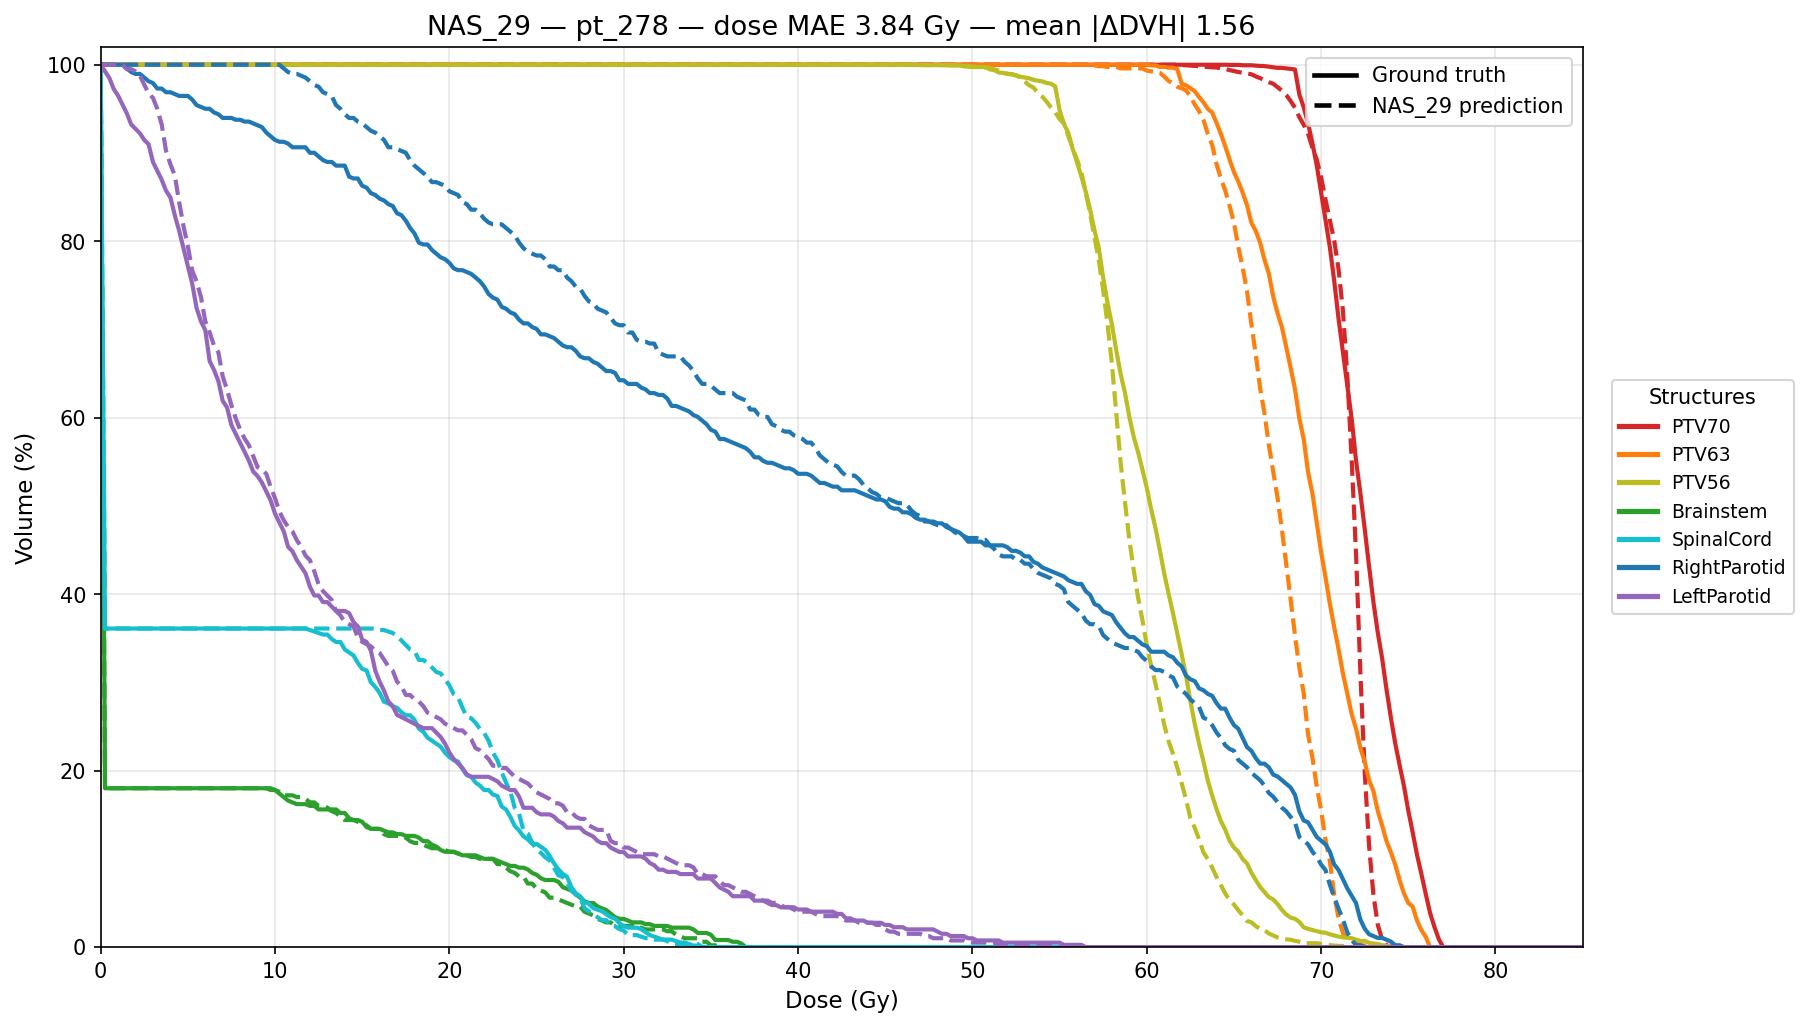 NAS_29 — pt_278 — dose MAE 3.84 Gy — mean |ΔDVH| 1.56
Ground truth
NAS_29 prediction
Volume (%)
100
80
60
40
20
0
0 10 20 30 40 50 60 70 80
Dose (Gy)
Structures
PTV70
PTV63
PTV56
Brainstem
SpinalCord
RightParotid
LeftParotid